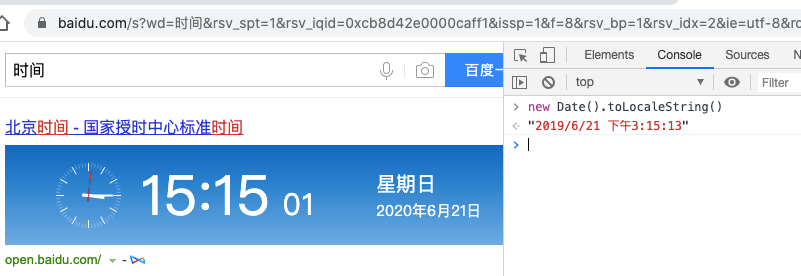 baidu.com/s?wd=时间&rsv_spt=1&rsv_iqid=0xcb8d42e0000caff1&issp=1&f=8&rsv_bp=1&rsv_idx=2&ie=utf-8&
时间
百度一
北京时间 - 国家授时中心标准时间
15:15 01
星期日
2020年6月21日
open.baidu.com/ -
Elements Console Sources
top Filter
> new Date().toLocaleString()
"2019/6/21 下午3:15:13"
>